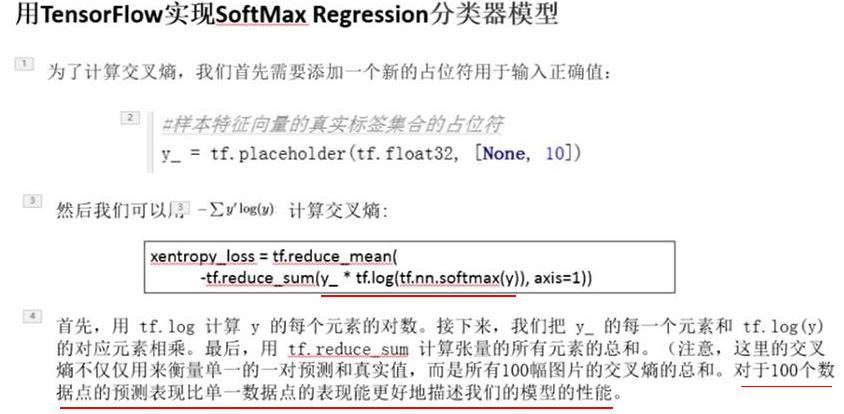 用TensorFlow实现SoftMax Regression分类器模型
1
为了计算交叉熵，我们首先需要添加一个新的占位符用于输入正确值：
2
#样本特征向量的真实标签集合的占位符
y_ = tf.placeholder(tf.float32, [None, 10])
3
然后我们可以用 3 -∑y'log(y) 计算交叉熵:
xentropy_loss = tf.reduce_mean(
-tf.reduce_sum(y_ * tf.log(tf.nn.softmax(y)), axis=1))
4
首先，用 tf.log 计算 y 的每个元素的对数。接下来，我们把 y_ 的每一个元素和 tf.log(y)
的对应元素相乘。最后，用 tf.reduce_sum 计算张量的所有元素的总和。（注意，这里的交叉
熵不仅仅用来衡量单一的一对预测和真实值，而是所有100幅图片的交叉熵的总和。对于100个数
据点的预测表现比单一数据点的表现能更好地描述我们的模型的性能。